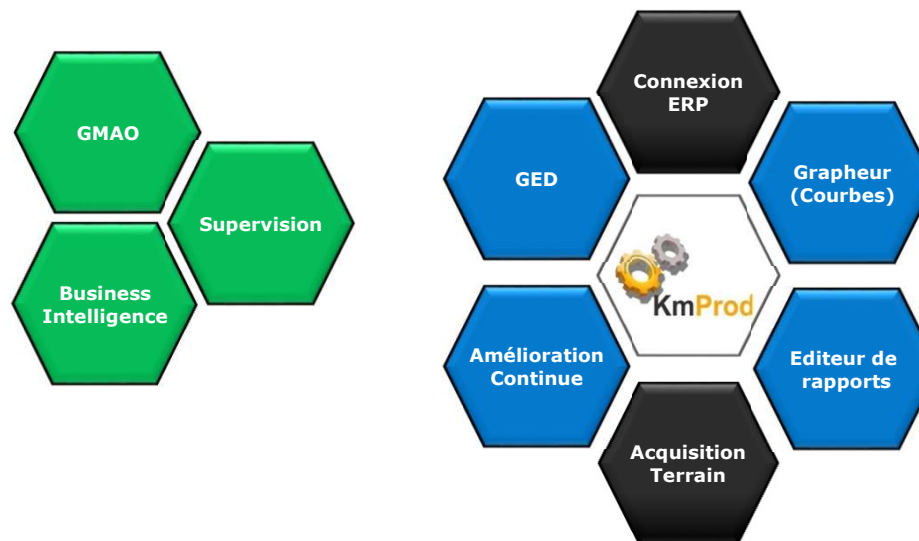 GMAO
Supervision
Business
Intelligence
Connexion
ERP
GED
Grapheur
(Courbes)
KmProd
Amélioration
Continue
Editeur de
rapports
Acquisition
Terrain